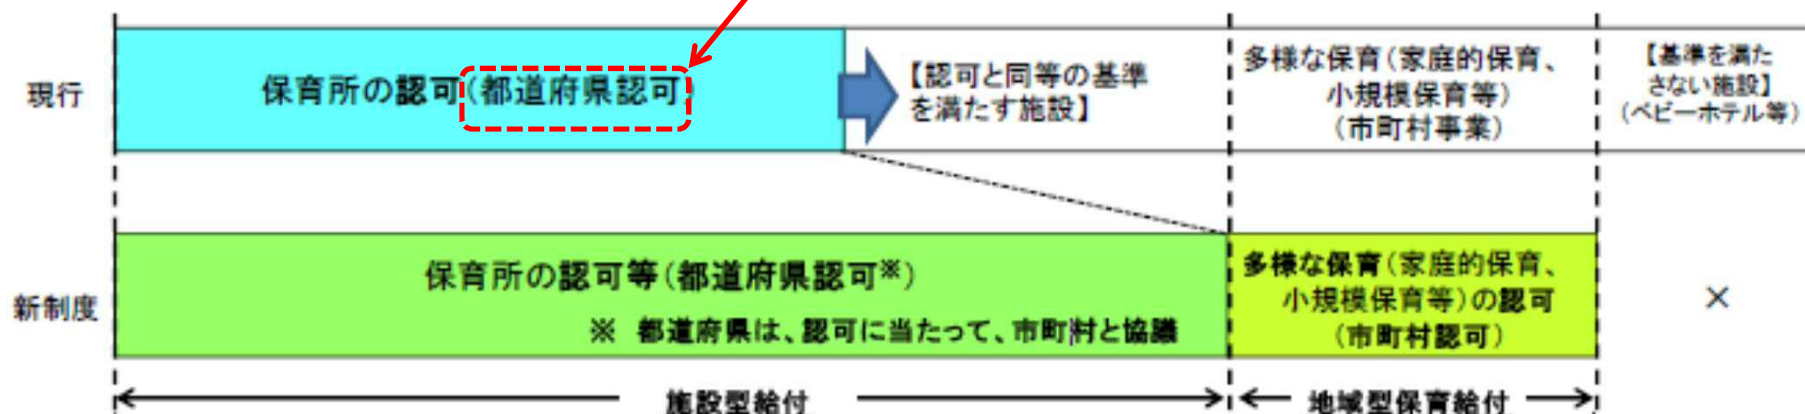 現行
保育所の認可(都道府県認可)
【認可と同等の基準
を満たす施設】
多様な保育(家庭的保育、
小規模保育等)
(市町村事業)
【基準を満た
さない施設】
(ベビーホテル等)
新制度
保育所の認可等(都道府県認可※)
※ 都道府県は、認可に当たって、市町村と協議
多様な保育(家庭的保育、
小規模保育等)の認可
(市町村認可)
×
施設型給付
地域型保育給付